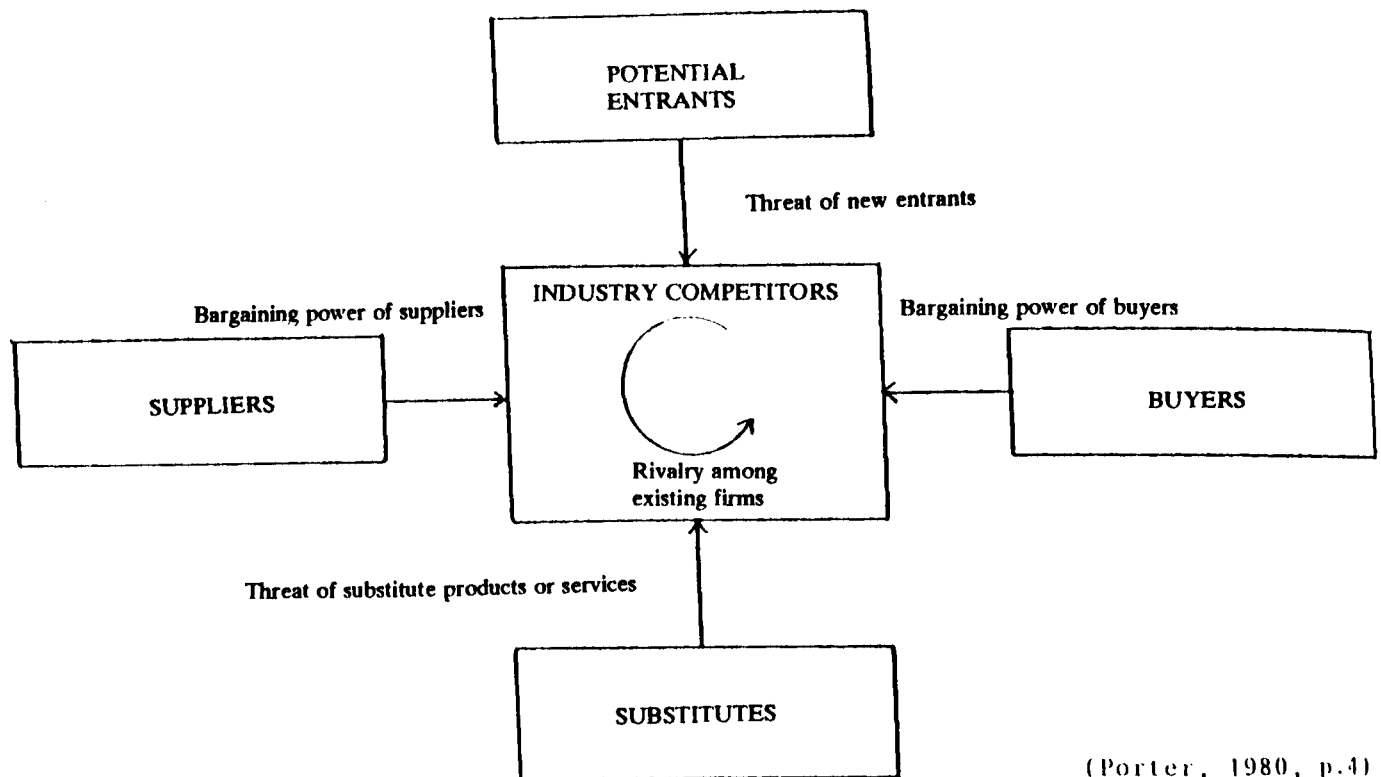 POTENTIAL
ENTRANTS
Threat of new entrants
INDUSTRY COMPETITORS
Bargaining power of suppliers
Bargaining power of buyers
SUPPLIERS
BUYERS
Rivalry among
existing firms
Threat of substitute products or services
SUBSTITUTES
(Porter, 1980, p.4)